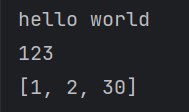 hello world
123
[1, 2, 30]